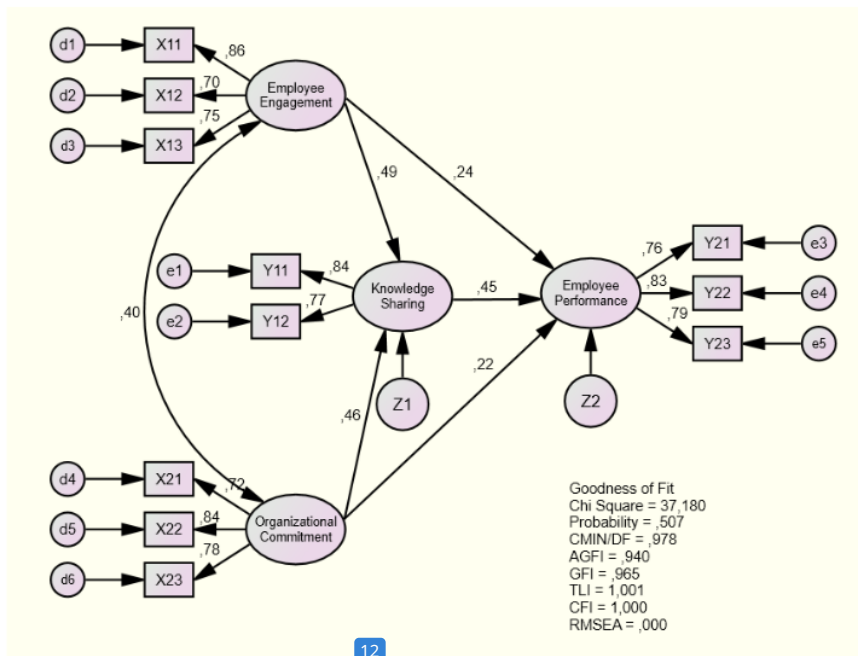 d1
X11
,86
d2
X12
,70
Employee
Engagement
d3
X13
,75
,49
,24
e1
Y11
,84
e2
Y12
,77
Knowledge
Sharing
,45
Employee
Performance
,76
Y21
e3
,83
Y22
e4
,79
Y23
e5
,40
,46
Z1
,22
Z2
d4
X21
,72
d5
X22
,84
Organizational
Commitment
d6
X23
,78
Goodness of Fit
Chi Square = 37,180
Probability = ,507
CMIN/DF = ,978
AGFI = ,940
GFI = ,965
TLI = 1,001
CFI = 1,000
RMSEA = ,000
12